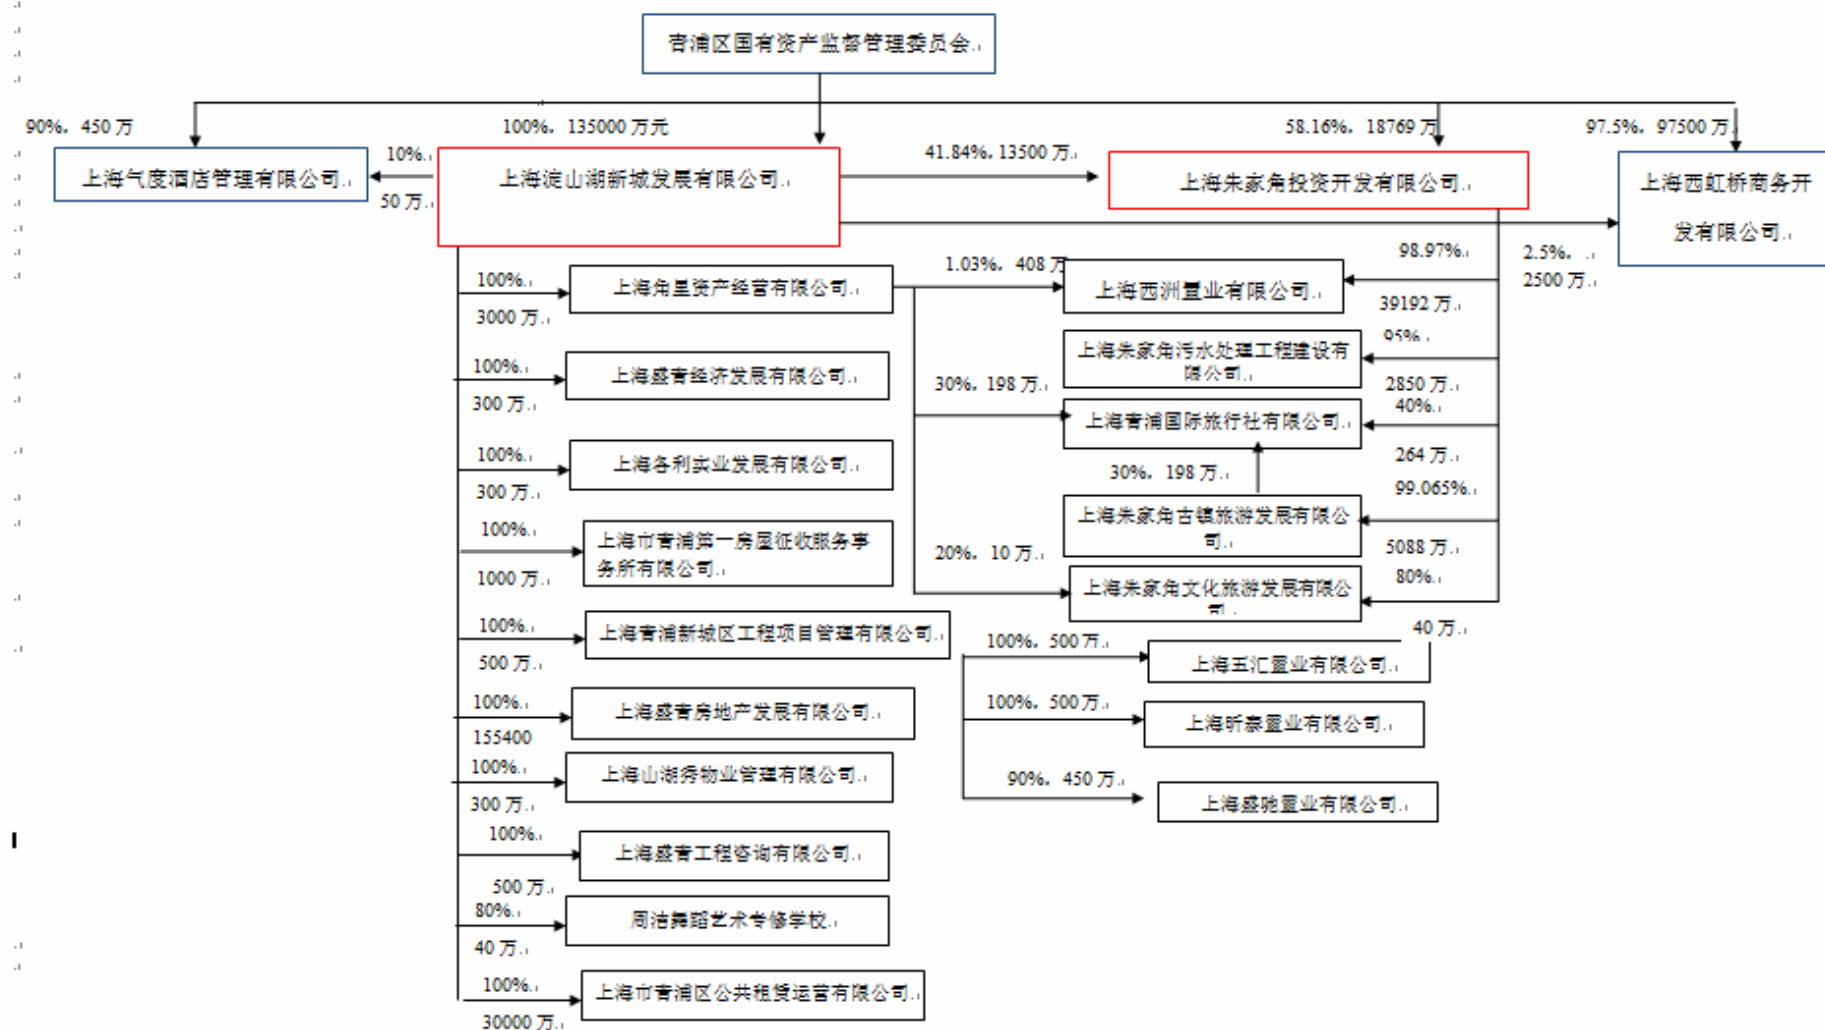 青浦区国有资产监督管理委员会
90%，450万
100%，135000万元
58.16%，18769万
97.5%，97500万
上海气度酒店管理有限公司
10%
50万
上海淀山湖新城发展有限公司
41.84%,13500万
上海朱家角投资开发有限公司
上海西虹桥商务开
发有限公司
2.5%，
2500万
100%
3000万
上海角里资产经营有限公司
1.03%，408万
上海西洲置业有限公司
98.97%
39192万
100%
300万
上海盛青经济发展有限公司
上海朱家角污水处理工程建设有
限公司
95%
2850万
30%，198万
上海青浦国际旅行社有限公司
40%
264万
100%
300万
上海各利实业发展有限公司
30%，198万
99.065%
100%
1000万
上海市青浦第一房屋征收服务事
务所有限公司
上海朱家角古镇旅游发展有限公
司
5088万
20%，10万
上海朱家角文化旅游发展有限公
司
80%
40万
100%
500万
上海青浦新城区工程项目管理有限公司
100%，500万
上海五汇置业有限公司
100%
155400
上海盛青房地产发展有限公司
100%，500万
上海昕泰置业有限公司
100%
300万
上海山湖秀物业管理有限公司
90%，450万
上海盛驰置业有限公司
100%
500万
上海盛青工程咨询有限公司
80%
40万
周洁舞蹈艺术专修学校
100%
30000万
上海市青浦区公共租赁运营有限公司